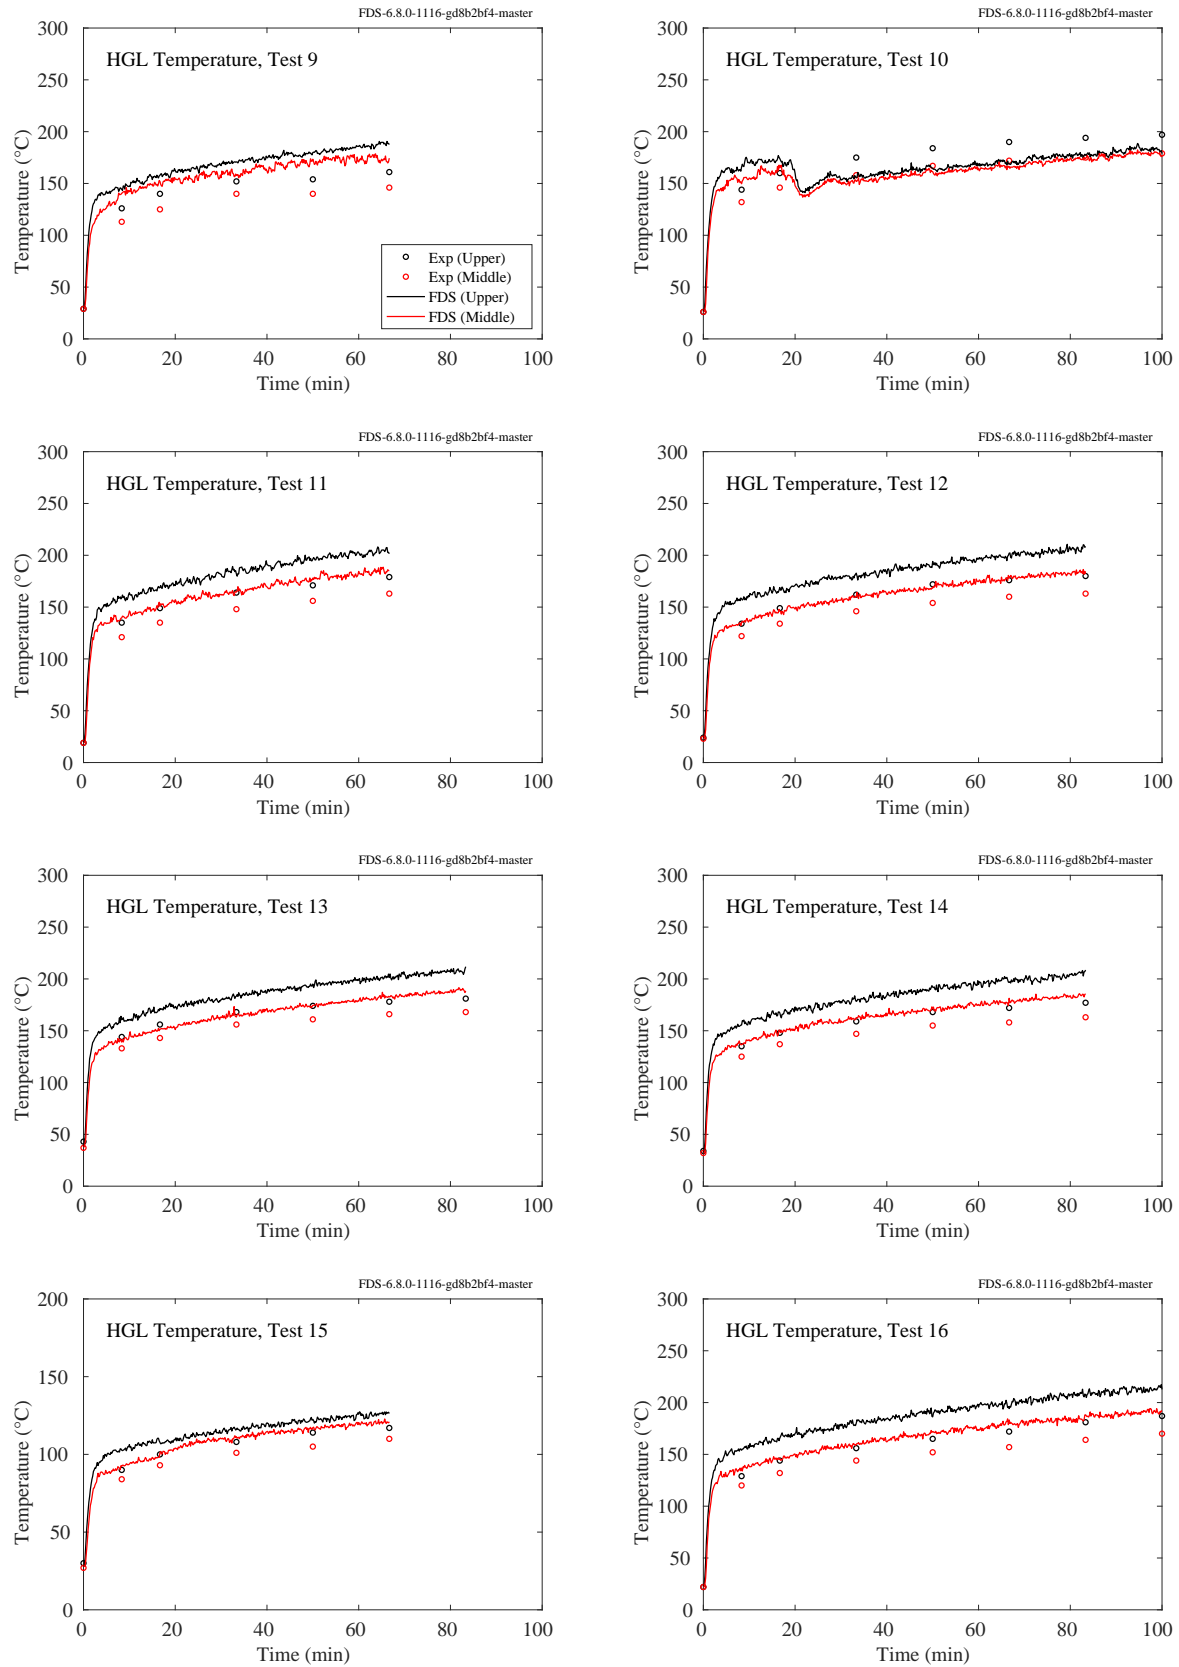 FDS-6.8.0-1116-gd8b2bf4-master
HGL Temperature, Test 9
Temperature (°C)
300
250
200
150
100
50
0
Exp (Upper)
Exp (Middle)
FDS (Upper)
FDS (Middle)
0 20 40 60 80 100
Time (min)
FDS-6.8.0-1116-gd8b2bf4-master
HGL Temperature, Test 10
Temperature (°C)
300
250
200
150
100
50
0
0 20 40 60 80 100
Time (min)
FDS-6.8.0-1116-gd8b2bf4-master
HGL Temperature, Test 11
Temperature (°C)
300
250
200
150
100
50
0
0 20 40 60 80 100
Time (min)
FDS-6.8.0-1116-gd8b2bf4-master
HGL Temperature, Test 12
Temperature (°C)
300
250
200
150
100
50
0
0 20 40 60 80 100
Time (min)
FDS-6.8.0-1116-gd8b2bf4-master
HGL Temperature, Test 13
Temperature (°C)
300
250
200
150
100
50
0
0 20 40 60 80 100
Time (min)
FDS-6.8.0-1116-gd8b2bf4-master
HGL Temperature, Test 14
Temperature (°C)
300
250
200
150
100
50
0
0 20 40 60 80 100
Time (min)
FDS-6.8.0-1116-gd8b2bf4-master
HGL Temperature, Test 15
Temperature (°C)
200
150
100
50
0
0 20 40 60 80 100
Time (min)
FDS-6.8.0-1116-gd8b2bf4-master
HGL Temperature, Test 16
Temperature (°C)
300
250
200
150
100
50
0
0 20 40 60 80 100
Time (min)